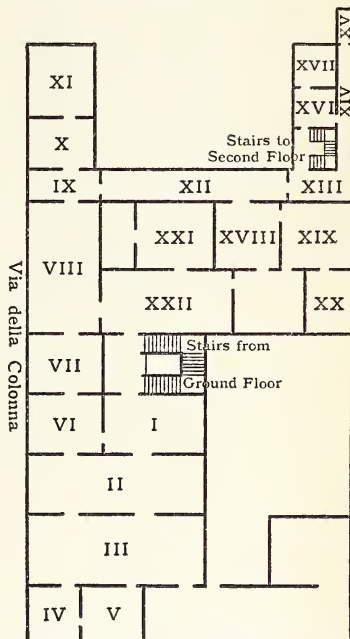 XV
XI
XVII
XIV
XVI
X
Stairs to
Second Floor
IX
XII
XIII
XXI
XVIII
XIX
VIII
Via della Colonna
XXII
XX
Stairs from
VII
Ground Floor
VI
I
II
III
IV
V